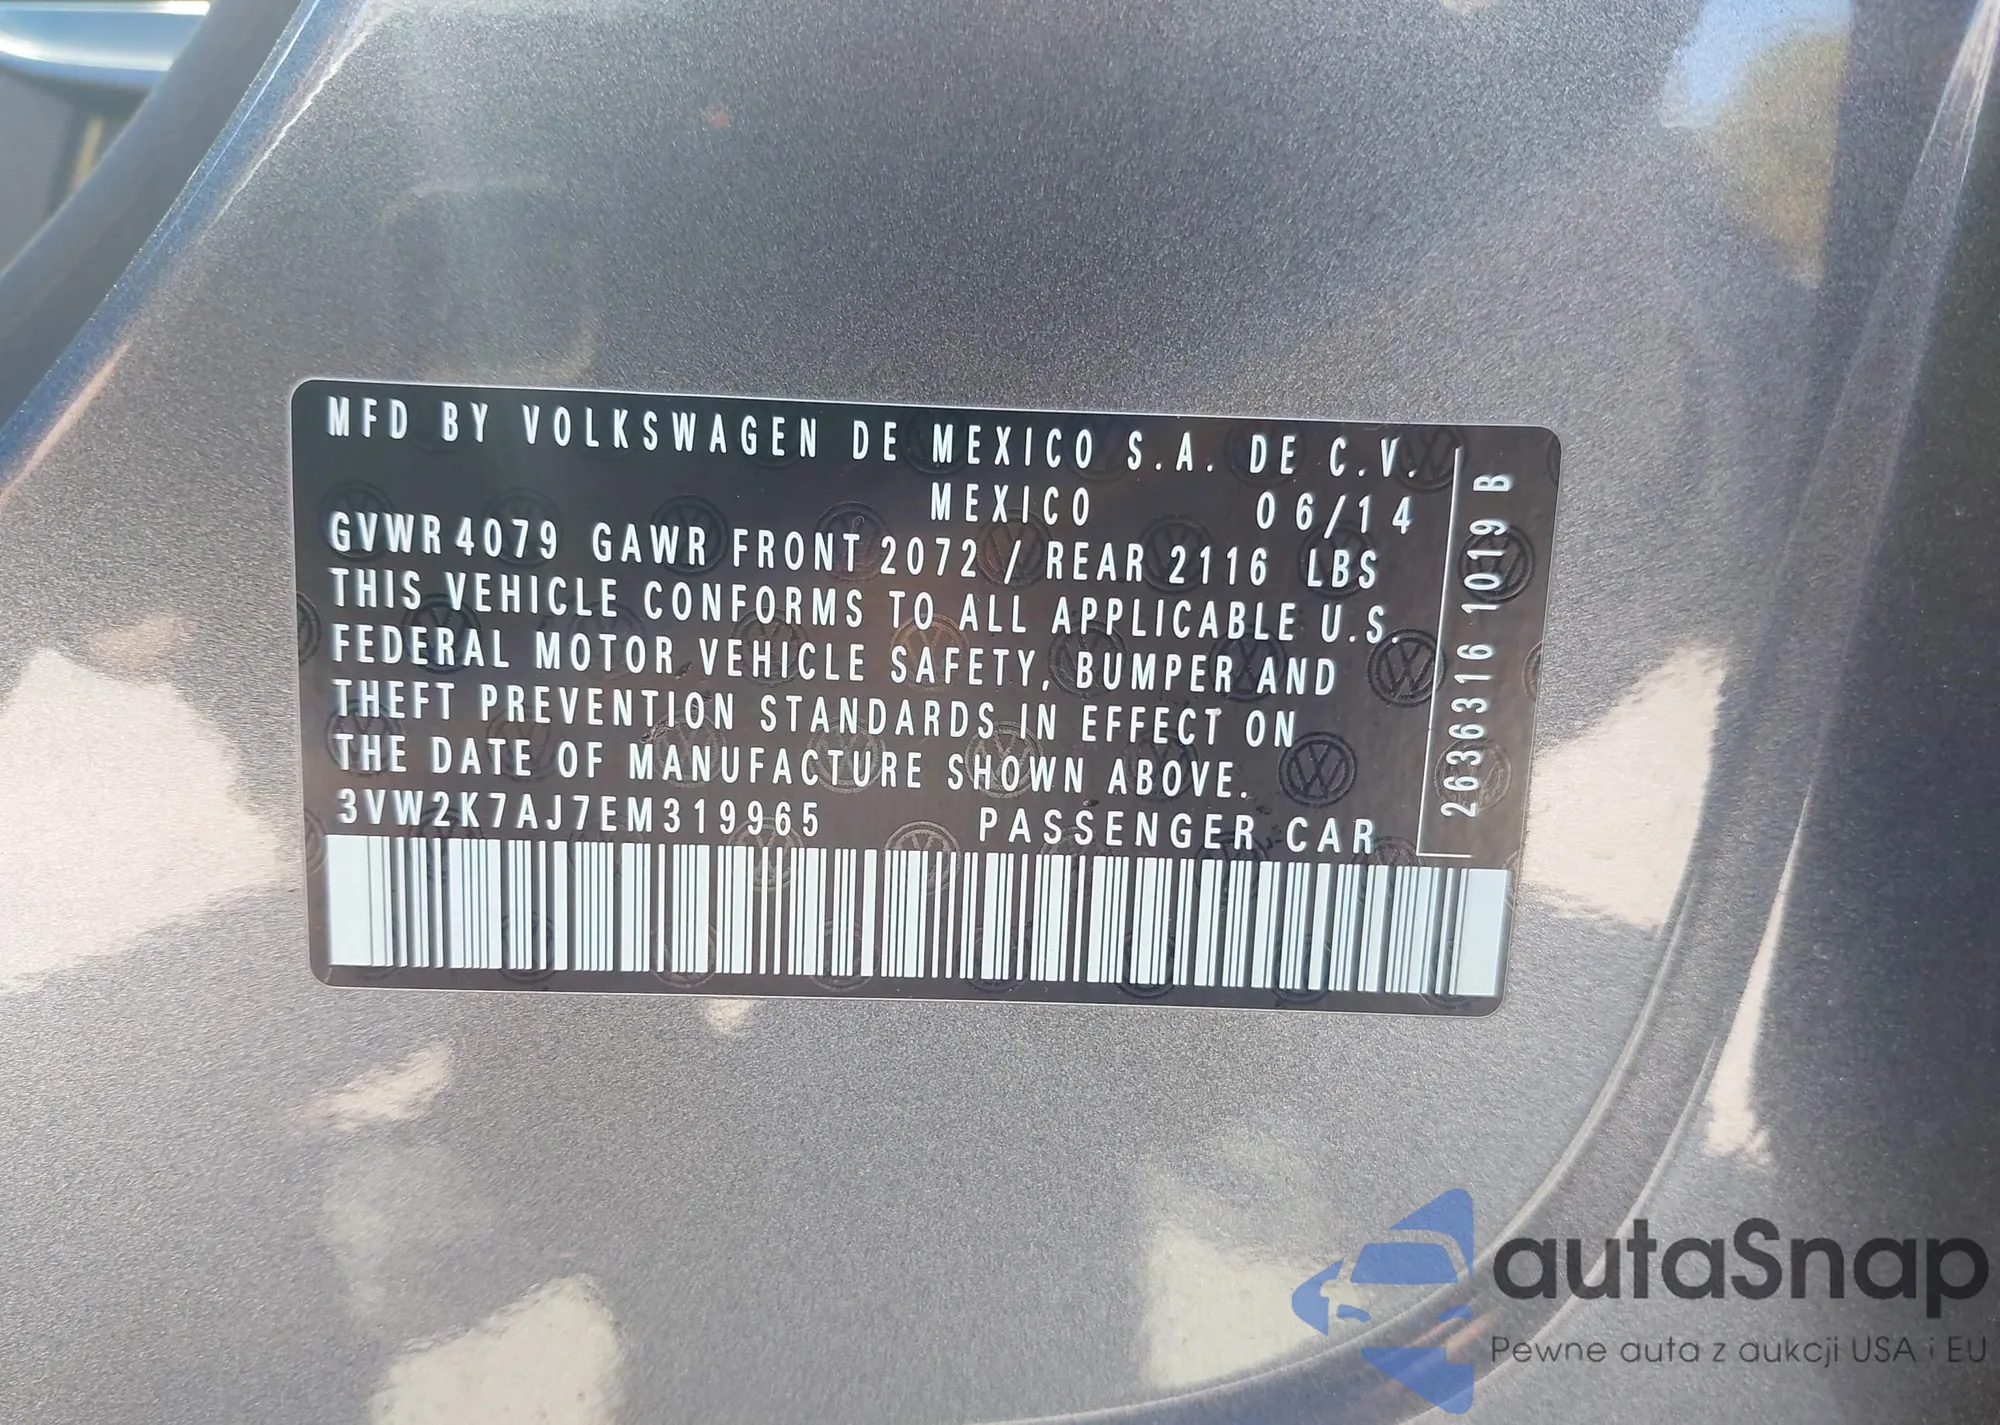 MFD BY VOLKSWAGEN DE MEXICO S.A. DE C.V.
MEXICO 06/14
GVWR 4079 GAWR FRONT 2072 / REAR 2116 LBS
THIS VEHICLE CONFORMS TO ALL APPLICABLE U.S.
FEDERAL MOTOR VEHICLE SAFETY, BUMPER AND
THEFT PREVENTION STANDARDS IN EFFECT ON
THE DATE OF MANUFACTURE SHOWN ABOVE.
3VW2K7AJ7EM319965 PASSENGER CAR
2636316 1019 B
autaSnap
Pewne auta z aukcji USA i EU